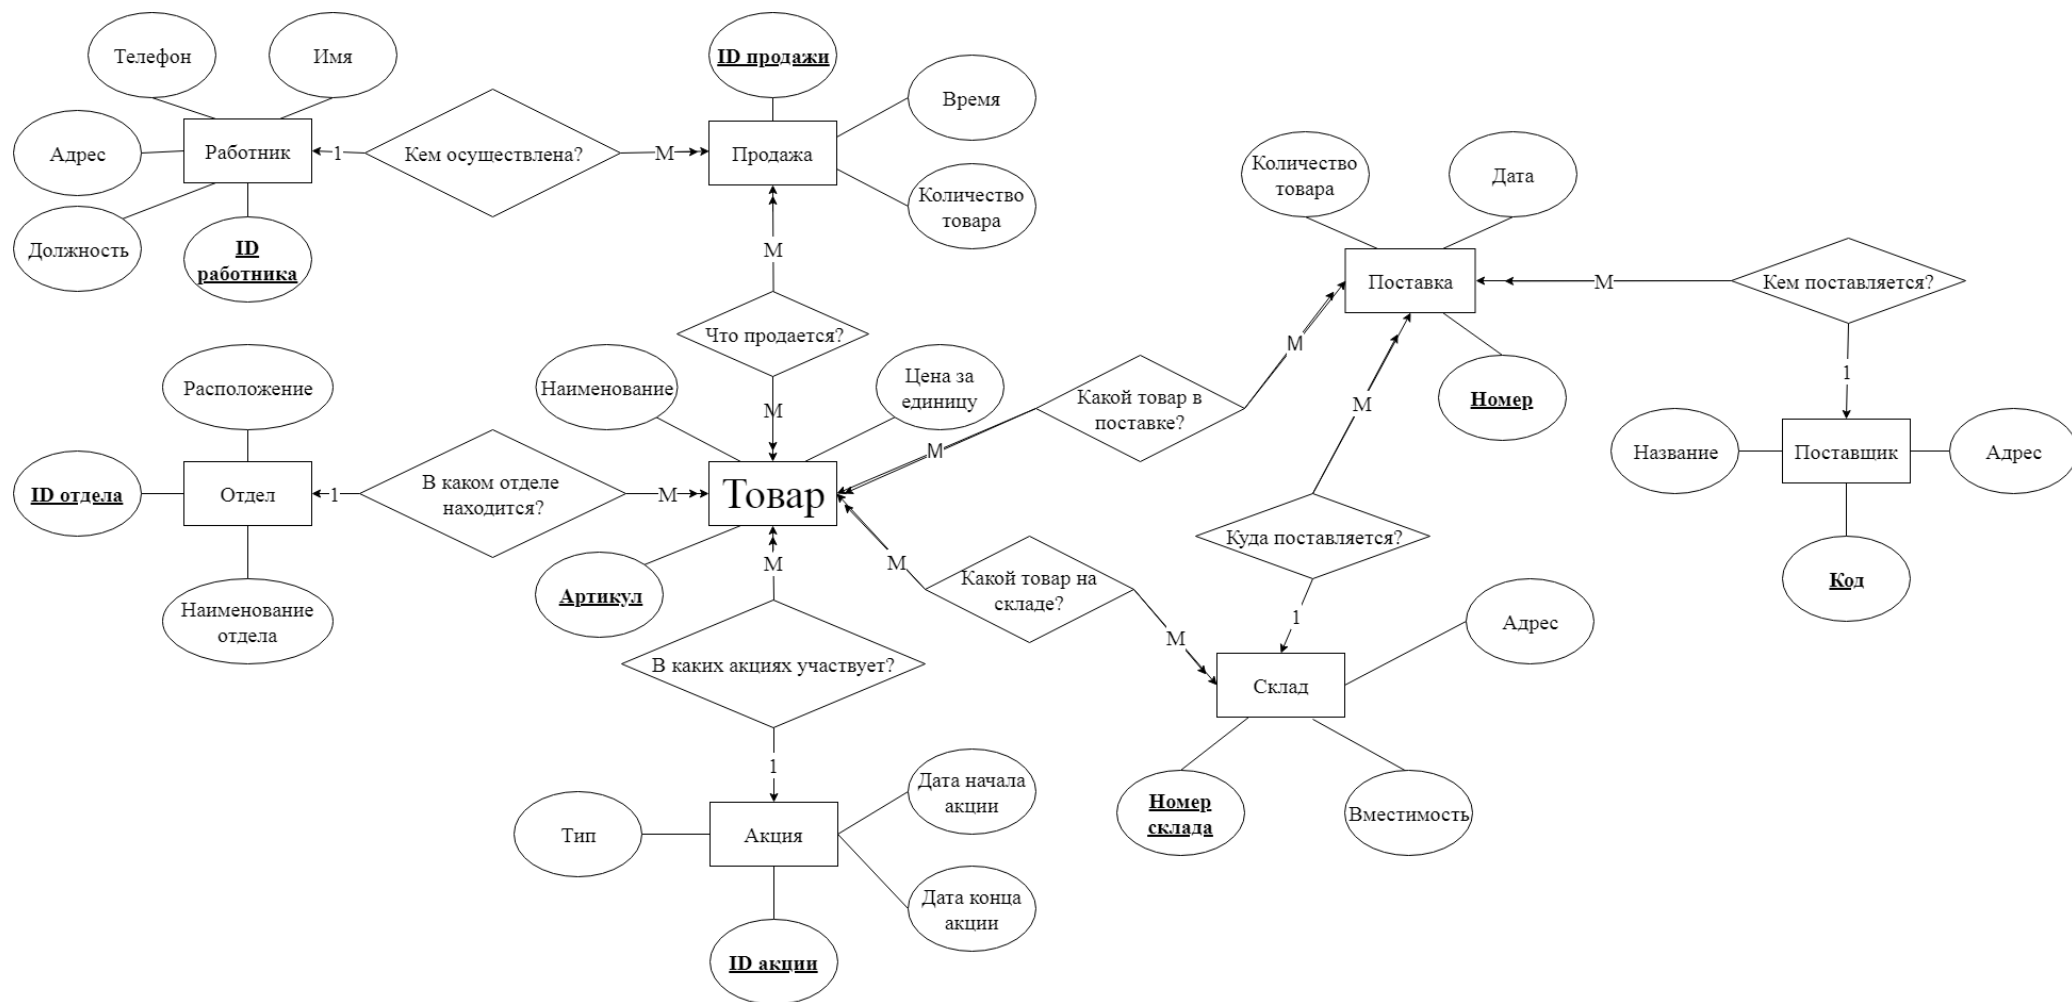 Телефон
Имя
ID продажи
Время
Адрес
Работник
1
Кем осуществлена?
М
Продажа
Количество
товара
Должность
ID
работника
М
Что продается?
М
Количество
товара
Дата
Поставка
М
Кем поставляется?
1
Номер
Название
Поставщик
Адрес
Код
Расположение
Наименование
Цена за
единицу
М
Какой товар в
поставке?
М
ID отдела
Отдел
1
В каком отделе
находится?
М
Товар
Наименование
отдела
Артикул
М
М
Какой товар на
складе?
М
М
Куда поставляется?
1
Адрес
Склад
Номер
склада
Вместимость
В каких акциях участвует?
1
Тип
Акция
Дата начала
акции
Дата конца
акции
ID акции